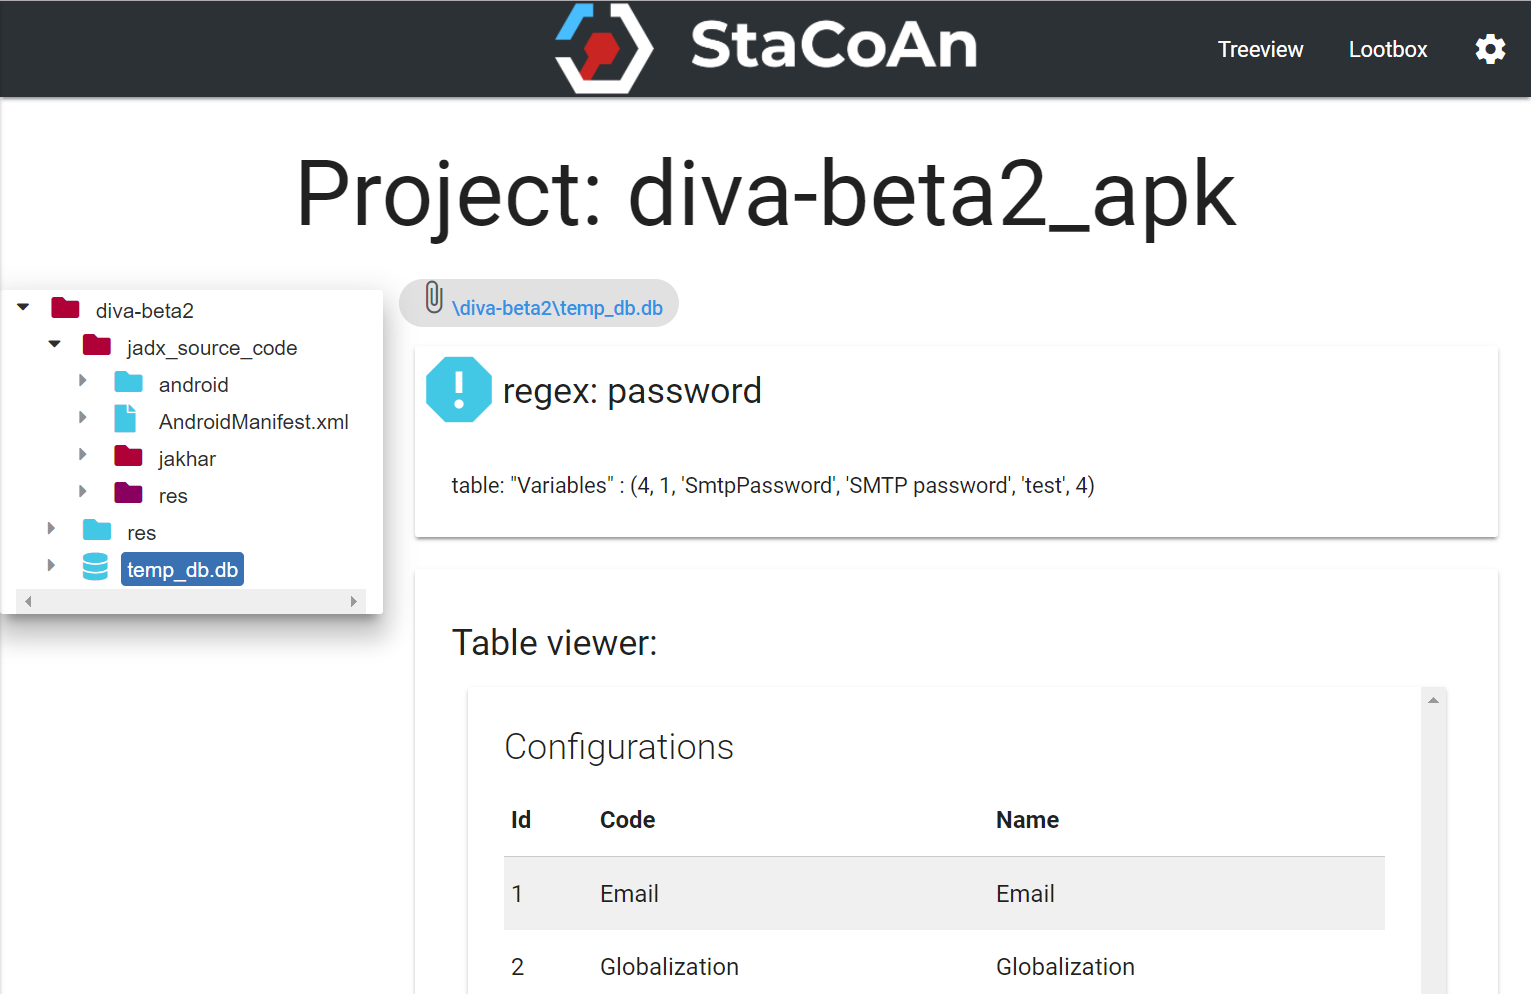 StaCoAn
Treeview Lootbox
Project: diva-beta2_apk
diva-beta2
jadx_source_code
android
AndroidManifest.xml
jakhar
res
res
temp_db.db
\diva-beta2\temp_db.db
regex: password
table: "Variables" : (4, 1, 'SmtpPassword', 'SMTP password', 'test', 4)
Table viewer:
Configurations
Id Code Name
1 Email Email
2 Globalization Globalization